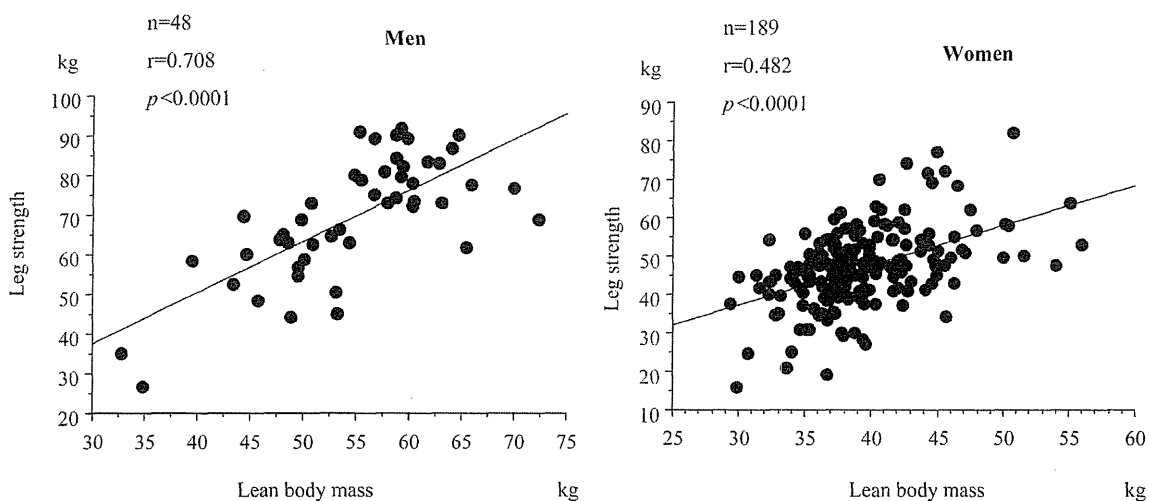 n=48
r=0.708
p<0.0001
Men
kg
100
90
80
70
60
50
40
30
20
Leg strength
30 35 40 45 50 55 60 65 70 75
Lean body mass kg
n=189
r=0.482
p<0.0001
Women
kg
90
80
70
60
50
40
30
20
10
Leg strength
25 30 35 40 45 50 55 60
Lean body mass kg